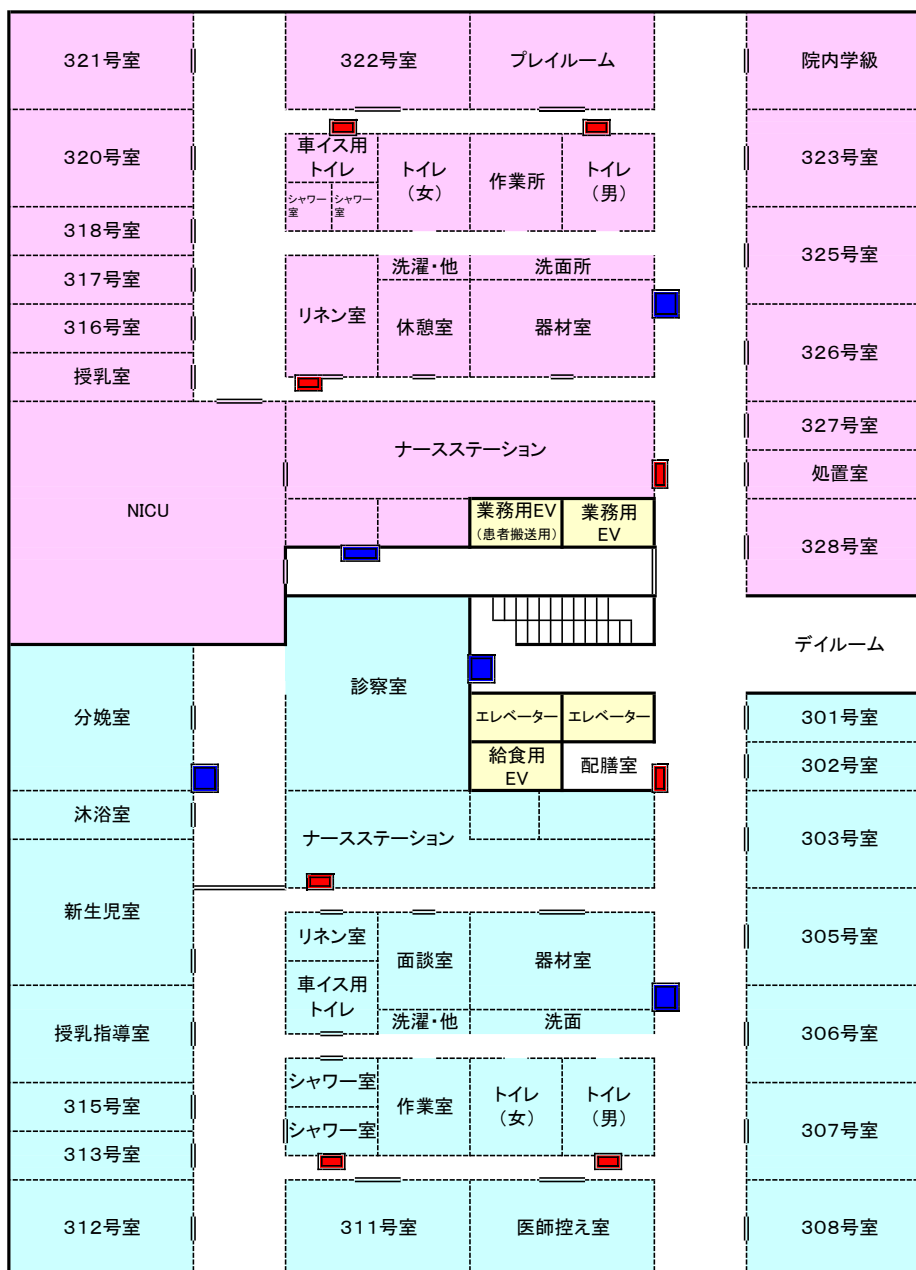 321号室
322号室
プレイルーム
院内学級
320号室
車イス用
トイレ
シャワー
室
シャワー
室
トイレ
(女)
作業所
トイレ
(男)
323号室
318号室
317号室
316号室
授乳室
リネン室
洗濯・他
休憩室
洗面所
器材室
325号室
326号室
327号室
処置室
328号室
NICU
ナースステーション
業務用EV
(患者搬送用)
業務用
EV
デイルーム
分娩室
診察室
エレベーター
エレベーター
給食用
EV
配膳室
301号室
302号室
沐浴室
ナースステーション
303号室
新生児室
リネン室
車イス用
トイレ
面談室
洗濯・他
器材室
洗面
305号室
授乳指導室
306号室
315号室
313号室
シャワー室
シャワー室
作業室
トイレ
(女)
トイレ
(男)
307号室
312号室
311号室
医師控え室
308号室